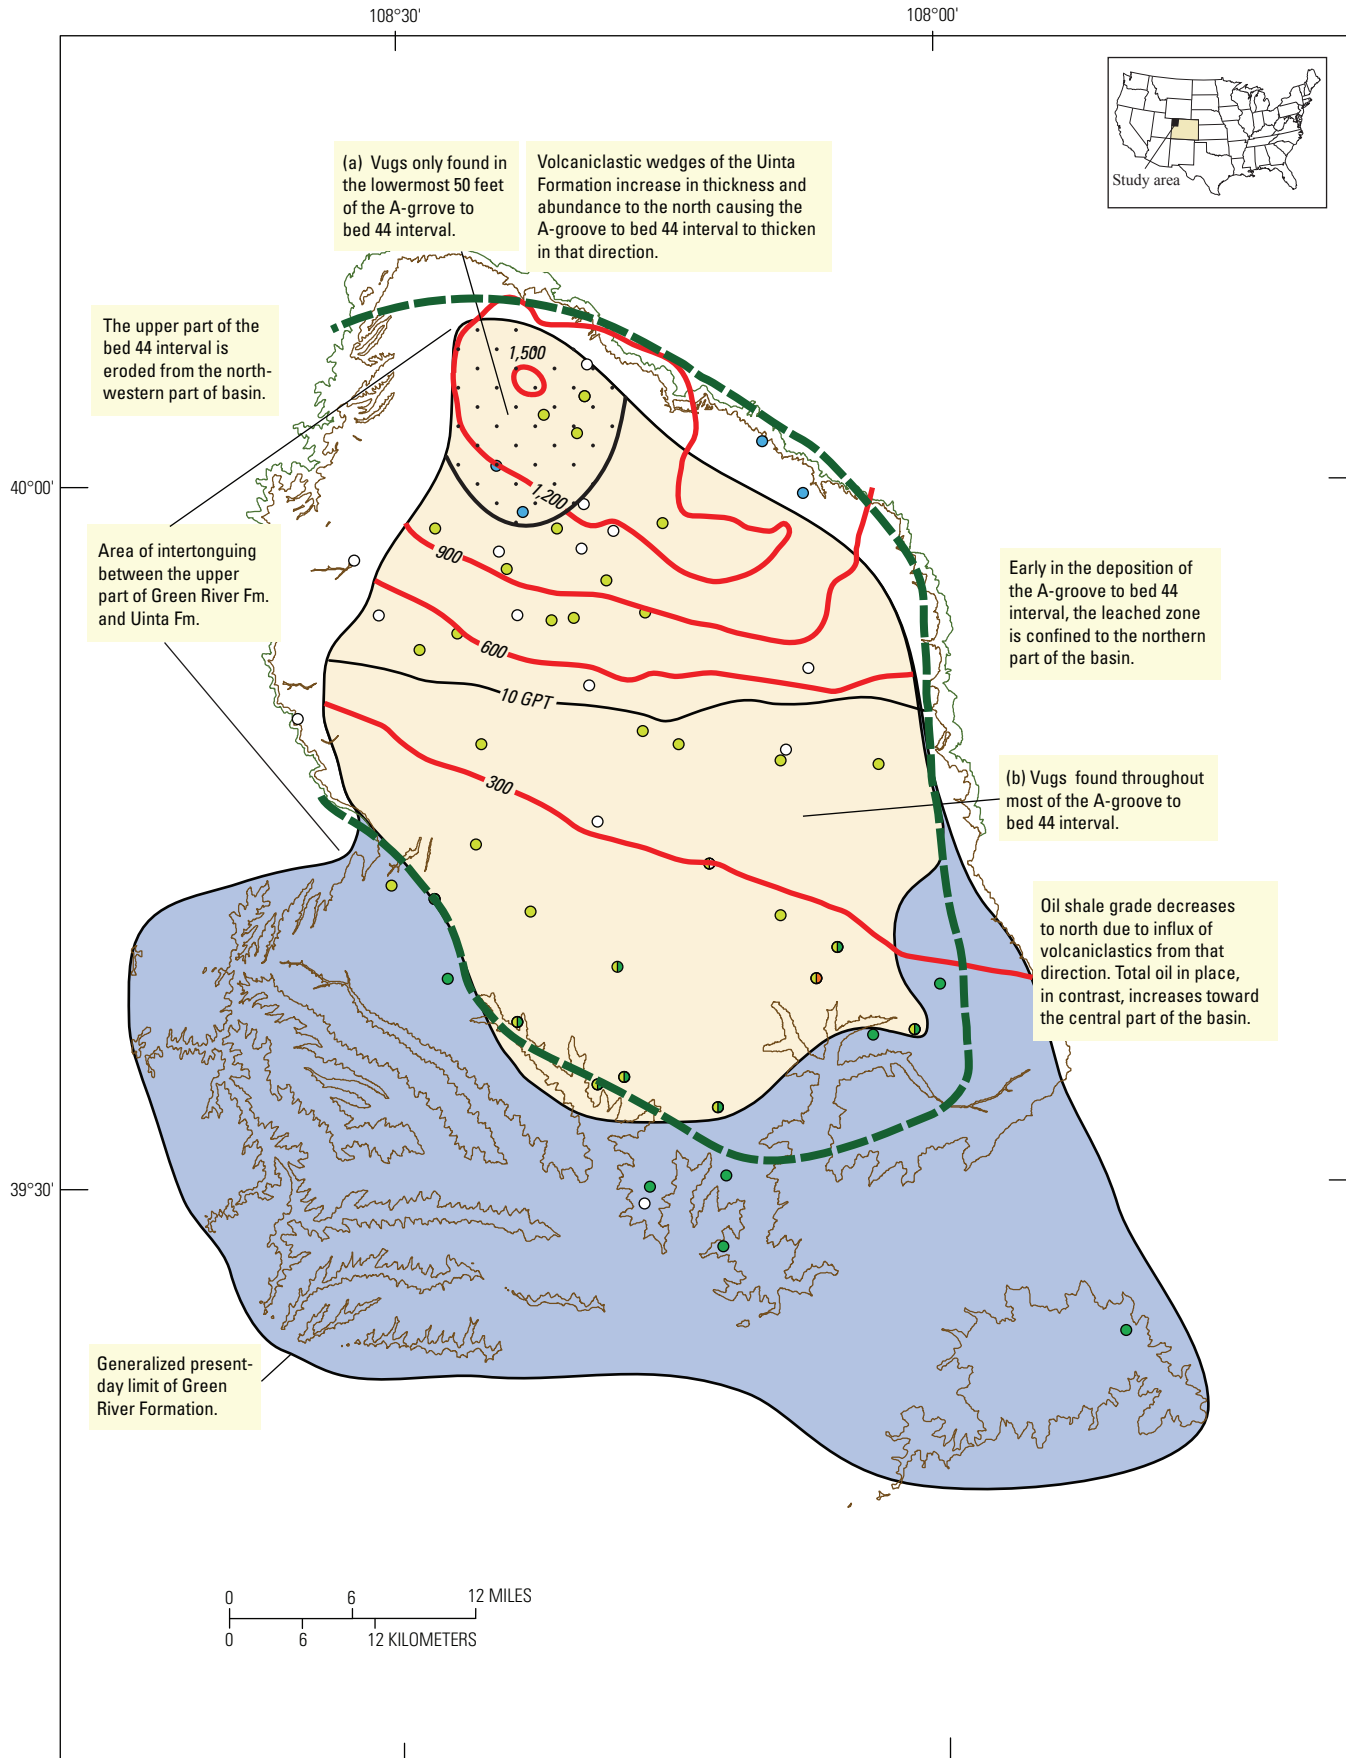 108°30'
108°00'
Study area
(a) Vugs only found in
the lowermost 50 feet
of the A-grrove to
bed 44 interval.
Volcaniclastic wedges of the Uinta
Formation increase in thickness and
abundance to the north causing the
A-groove to bed 44 interval to thicken
in that direction.
The upper part of the
bed 44 interval is
eroded from the north-
western part of basin.
1,500
40°00'
1,200
Area of intertonguing
between the upper
part of Green River Fm.
and Uinta Fm.
900
Early in the deposition of
the A-groove to bed 44
interval, the leached zone
is confined to the northern
part of the basin.
600
10 GPT
300
(b) Vugs found throughout
most of the A-groove to
bed 44 interval.
Oil shale grade decreases
to north due to influx of
volcaniclastics from that
direction. Total oil in place,
in contrast, increases toward
the central part of the basin.
39°30'
Generalized present-
day limit of Green
River Formation.
0 6 12 MILES
0 6 12 KILOMETERS